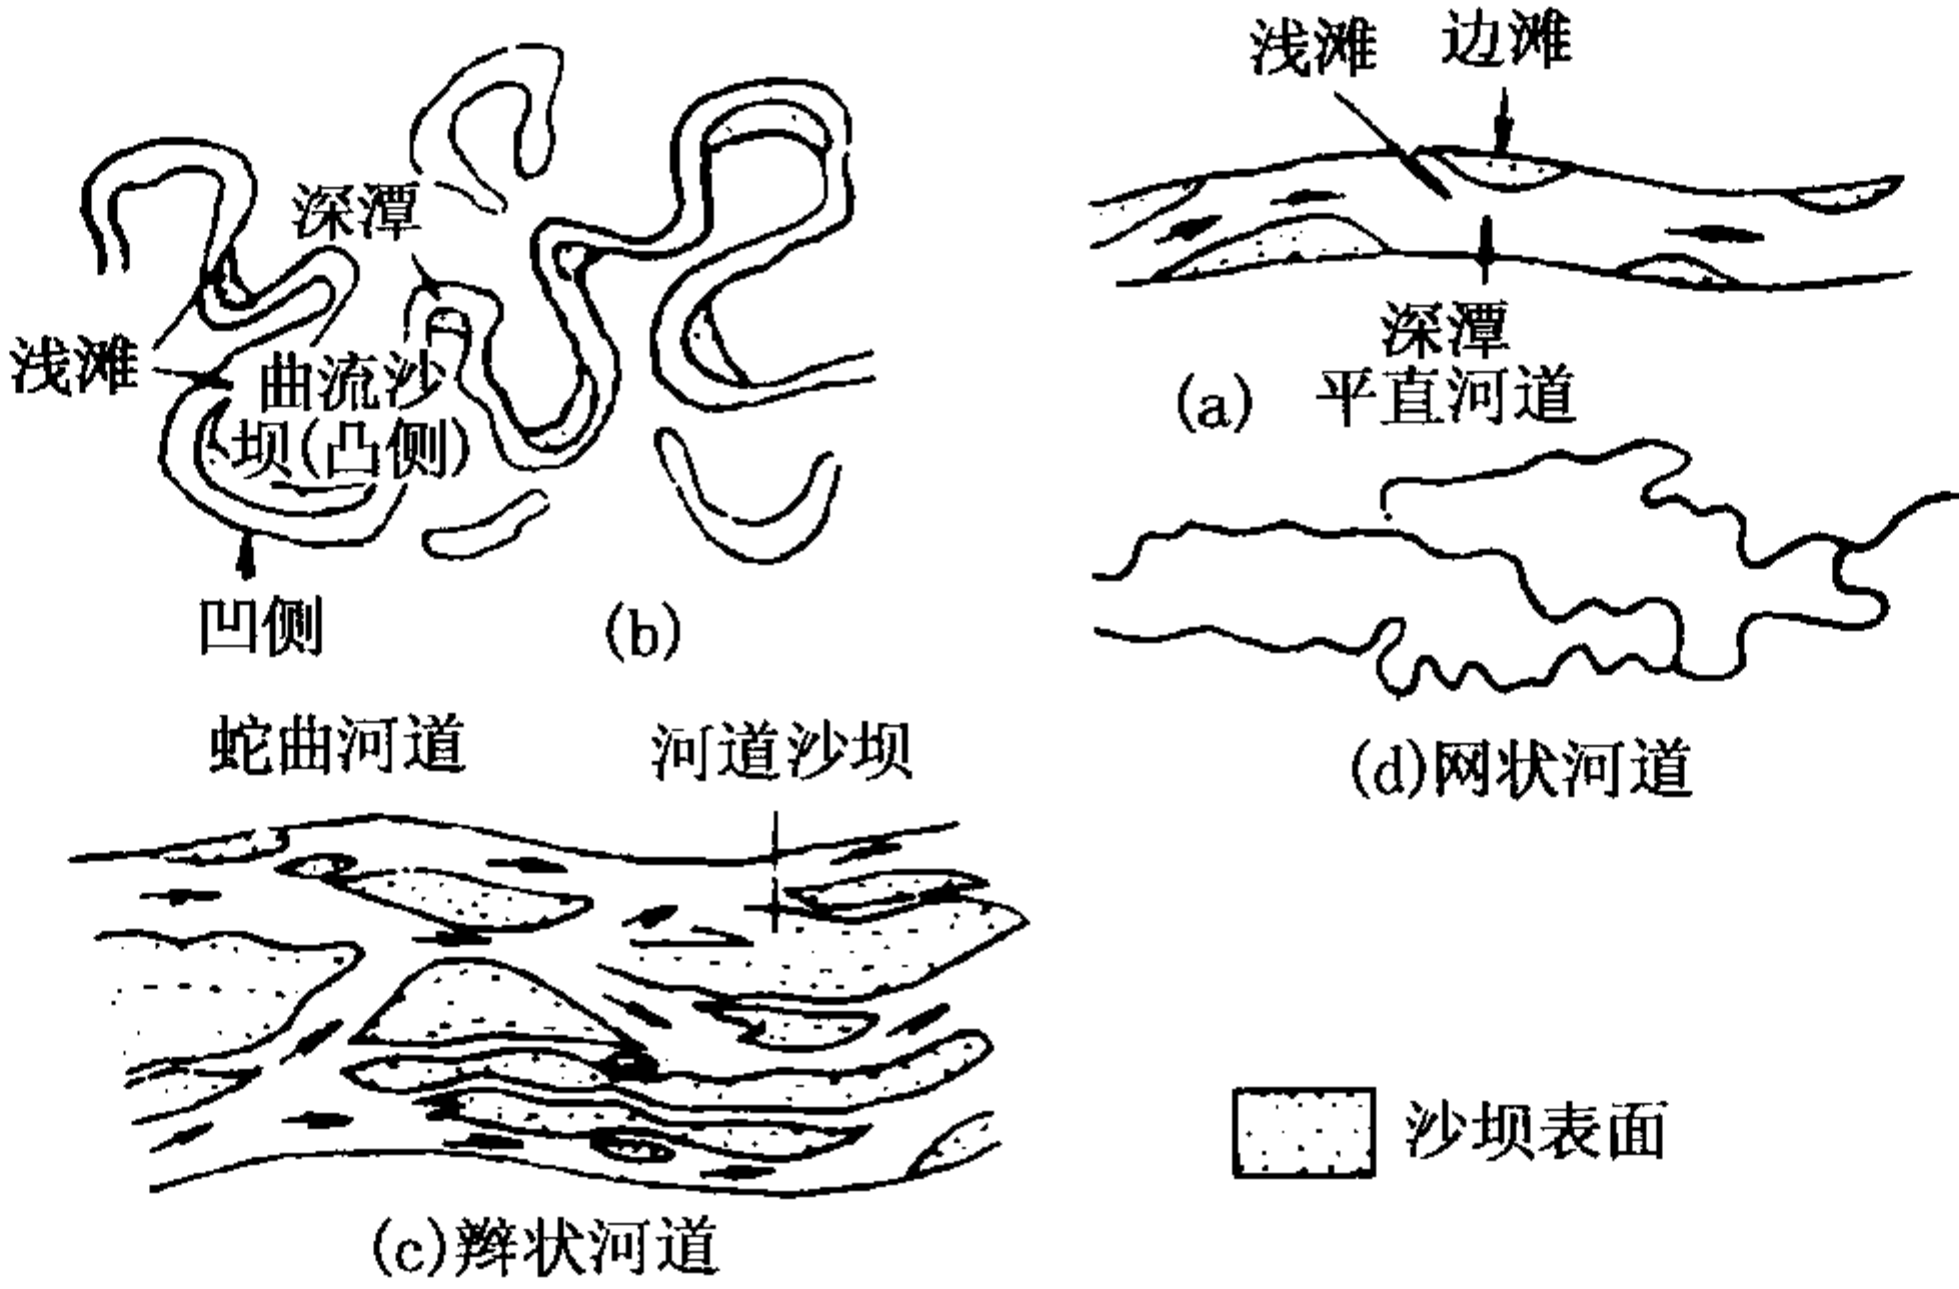 浅滩 边滩
深潭
(a) 平直河道
深潭
浅滩
曲流沙
坝(凸侧)
凹侧
(b)
蛇曲河道
(d)网状河道
河道沙坝
(c)辫状河道
沙坝表面